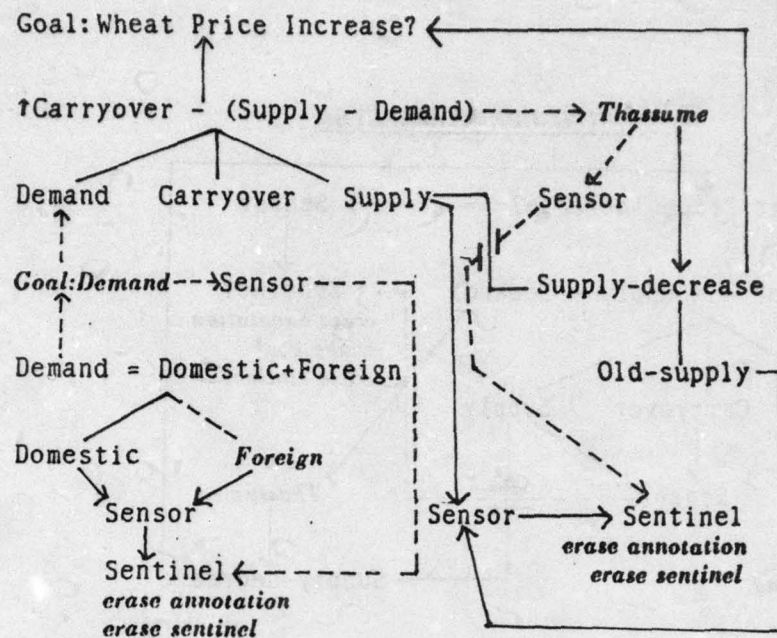 Goal: Wheat Price Increase?
↑Carryover - (Supply - Demand) Thassume
Demand Carryover Supply Sensor
Goal:Demand Sensor Supply-decrease
Demand = Domestic+Foreign Old-supply
Domestic Foreign
Sensor Sensor Sentinel
erase annotation
Sentinel erase sentinel
erase annotation
erase sentinel